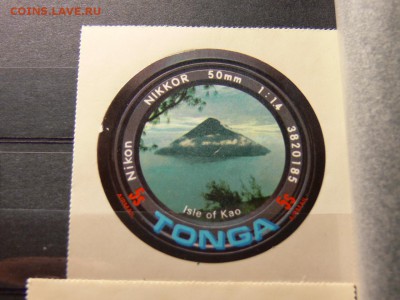 COINS.LAVE.RU
Nikon NIKKOR 50mm 1:1.4 3820185
Isle of Kao
TONGA